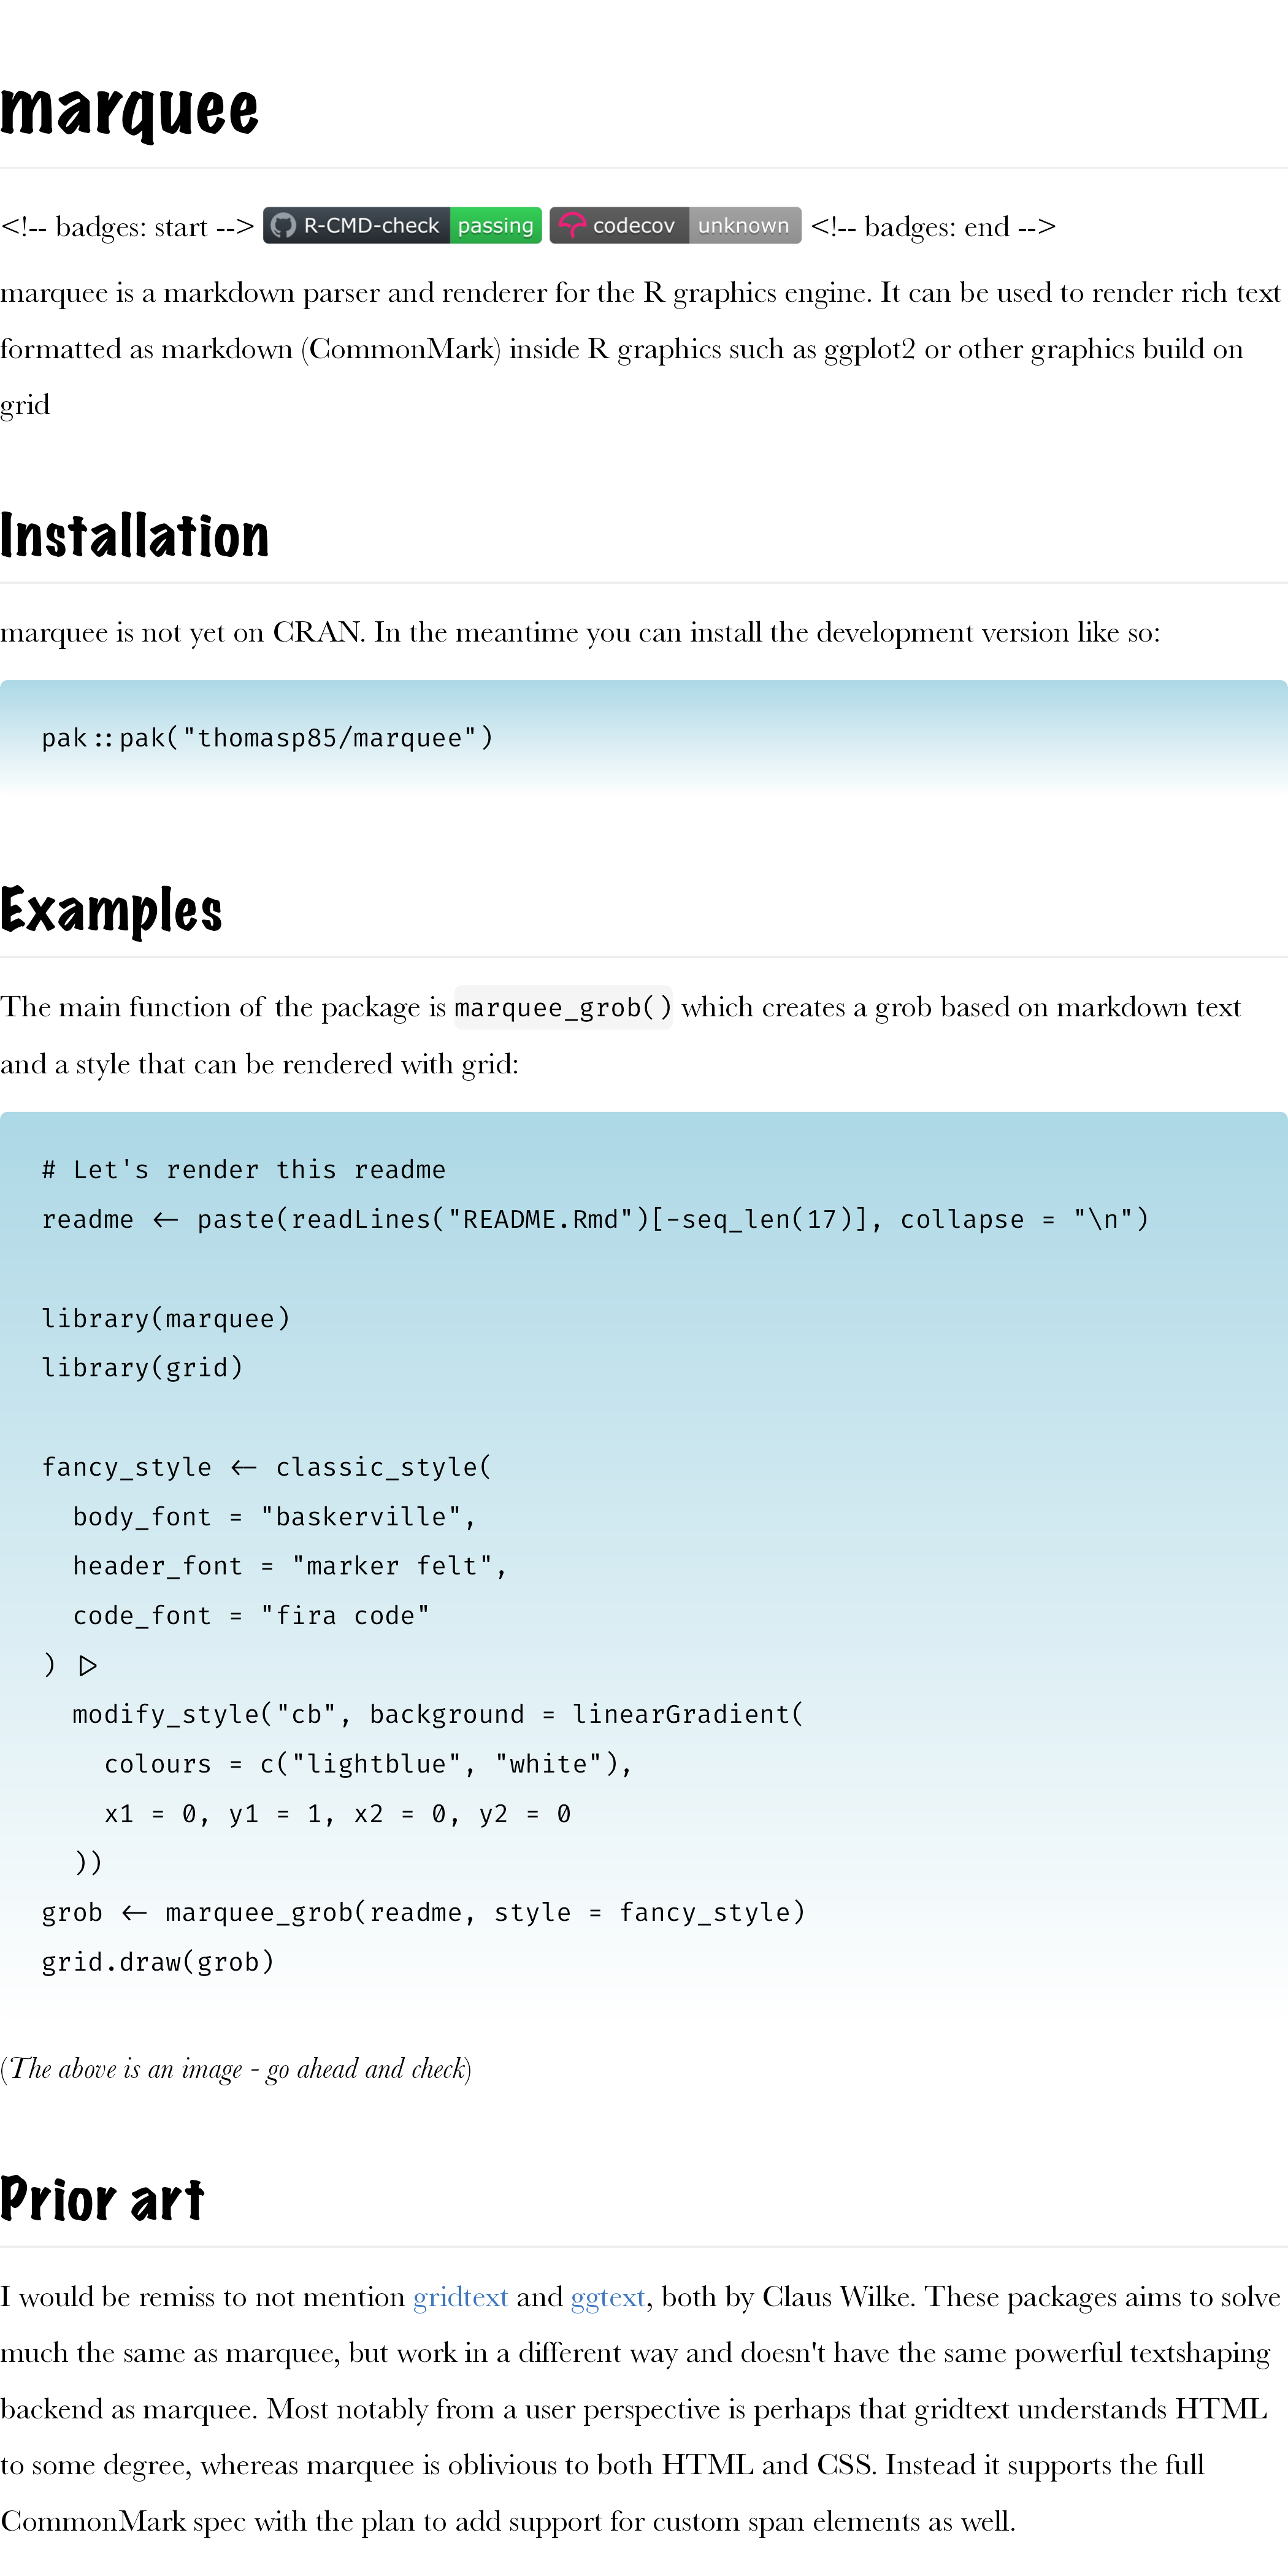 marquee
<!-- badges: start --> R-CMD-check passing codecov unknown <!-- badges: end -->
marquee is a markdown parser and renderer for the R graphics engine. It can be used to render rich text
formatted as markdown (CommonMark) inside R graphics such as ggplot2 or other graphics build on
grid
Installation
marquee is not yet on CRAN. In the meantime you can install the development version like so:
pak::pak("thomasp85/marquee")
Examples
The main function of the package is marquee_grob() which creates a grob based on markdown text
and a style that can be rendered with grid:
# Let's render this readme
readme <- paste(readLines("README.Rmd")[-seq_len(17)], collapse = "\n")
library(marquee)
library(grid)
fancy_style <- classic_style(
  body_font = "baskerville",
  header_font = "marker felt",
  code_font = "fira code"
) |>
  modify_style("cb", background = linearGradient(
    colours = c("lightblue", "white"),
    x1 = 0, y1 = 1, x2 = 0, y2 = 0
  ))
grob <- marquee_grob(readme, style = fancy_style)
grid.draw(grob)
(The above is an image - go ahead and check)
Prior art
I would be remiss to not mention gridtext and ggtext, both by Claus Wilke. These packages aims to solve
much the same as marquee, but work in a different way and doesn't have the same powerful textshaping
backend as marquee. Most notably from a user perspective is perhaps that gridtext understands HTML
to some degree, whereas marquee is oblivious to both HTML and CSS. Instead it supports the full
CommonMark spec with the plan to add support for custom span elements as well.